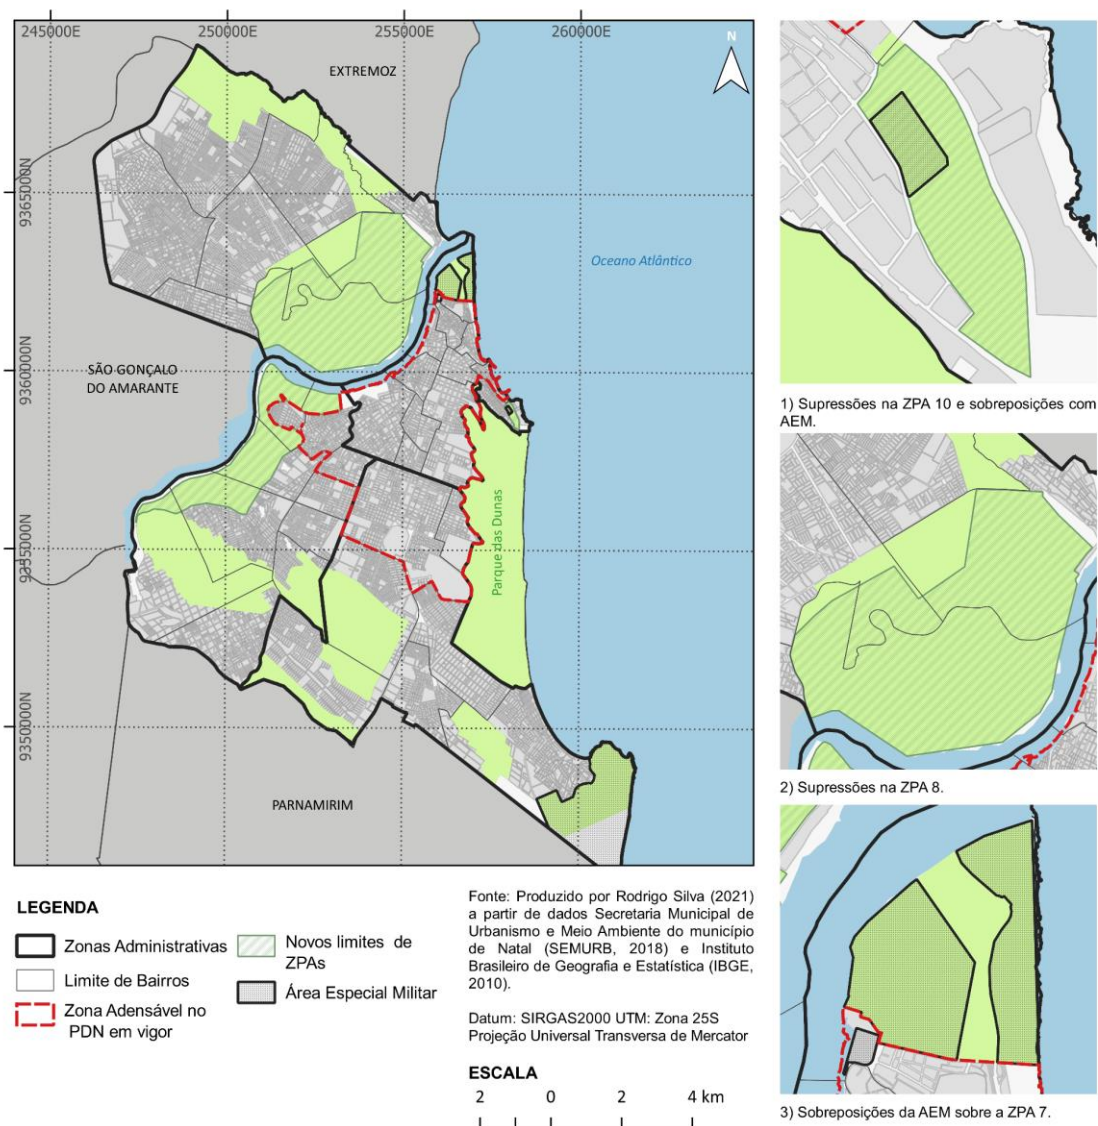 245000E
250000E
255000E
260000E
N
EXTREMOZ
9365000N
Oceano Atlântico
9360000N
SÃO GONÇALO
DO AMARANTE
Parque das Dunas
9355000N
9350000N
PARNAMIRIM
1) Supressões na ZPA 10 e sobreposições com
AEM.
2) Supressões na ZPA 8.
3) Sobreposições da AEM sobre a ZPA 7.
LEGENDA
Zonas Administrativas
Limite de Bairros
Zona Adensável no
PDN em vigor
Novos limites de
ZPAs
Área Especial Militar
Fonte: Produzido por Rodrigo Silva (2021)
a partir de dados Secretaria Municipal de
Urbanismo e Meio Ambiente do município
de Natal (SEMURB, 2018) e Instituto
Brasileiro de Geografia e Estatística (IBGE,
2010).
Datum: SIRGAS2000 UTM: Zona 25S
Projeção Universal Transversa de Mercator
ESCALA
2 0 2 4 km